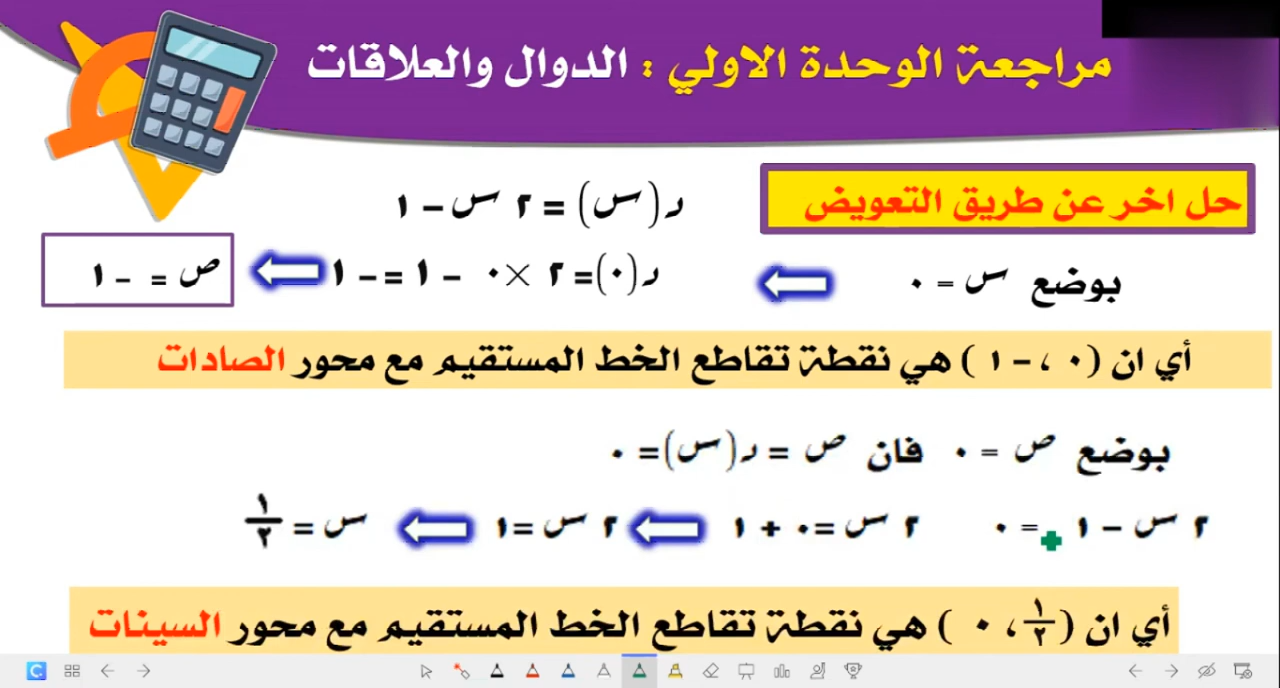 مراجعة الوحدة الاولي : الدوال والعلاقات
حل اخر عن طريق التعويض
د(س) = ٢ س - ١
بوضع س = ٠
د(٠) = ٢ × ٠ - ١ = - ١
ص = - ١
أي ان ( ٠ ، - ١ ) هي نقطة تقاطع الخط المستقيم مع محور الصادات
بوضع ص = ٠ فان ص = د(س) = ٠
٢ س - ١ = ٠ ٢ س = ٠ + ١ ٢ س = ١ س = ١/٢
أي ان ( ١/٢ ، ٠ ) هي نقطة تقاطع الخط المستقيم مع محور السينات